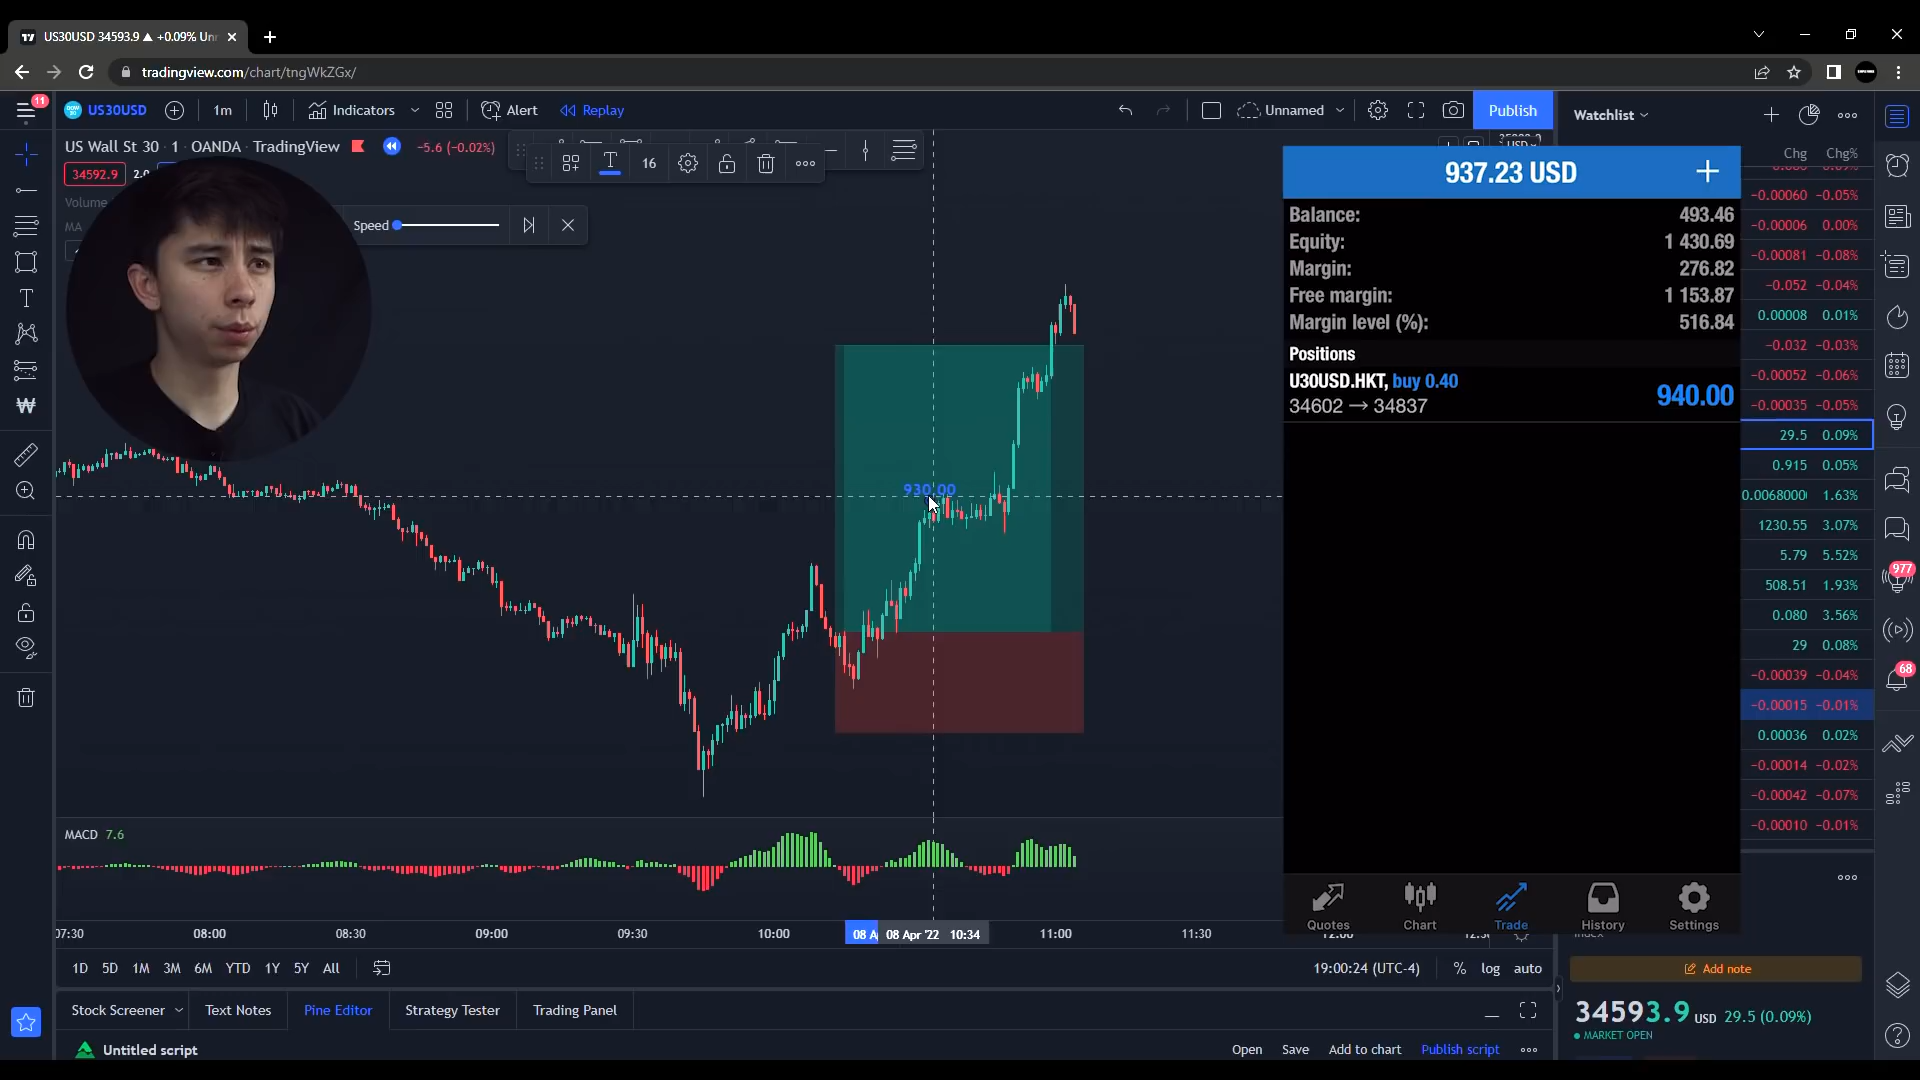 US30USD 34593.9 ▲ +0.09% Un
tradingview.com/chart/tngWkZGx/
11
US30USD
1m
Indicators
Alert
Replay
Unnamed
Publish
Watchlist
US Wall St 30 · 1 · OANDA · TradingView
-5.6 (-0.02%)
34592.9
2.0
16
USD
Chg Chg%
Volume
MA
Speed
937.23 USD
Balance: 493.46
Equity: 1 430.69
Margin: 276.82
Free margin: 1 153.87
Margin level (%): 516.84
Positions
U30USD.HKT, buy 0.40
34602 → 34837
940.00
930.00
-0.00060 -0.05%
-0.00006 0.00%
-0.00081 -0.08%
-0.052 -0.04%
0.00008 0.01%
-0.032 -0.03%
-0.00052 -0.06%
-0.00035 -0.05%
29.5 0.09%
0.915 0.05%
0.0068000 1.63%
1230.55 3.07%
5.79 5.52%
508.51 1.93%
0.080 3.56%
29 0.08%
-0.00039 -0.04%
-0.00015 -0.01%
0.00036 0.02%
-0.00014 -0.02%
-0.00042 -0.07%
-0.00010 -0.01%
977
68
MACD 7.6
Quotes
Chart
Trade
History
Settings
07:30
08:00
08:30
09:00
09:30
10:00
08 A
08 Apr '22 10:34
11:00
11:30
1D 5D 1M 3M 6M YTD 1Y 5Y All
19:00:24 (UTC-4)
%
log
auto
Add note
Stock Screener
Text Notes
Pine Editor
Strategy Tester
Trading Panel
34593.9 USD 29.5 (0.09%)
MARKET OPEN
Untitled script
Open
Save
Add to chart
Publish script